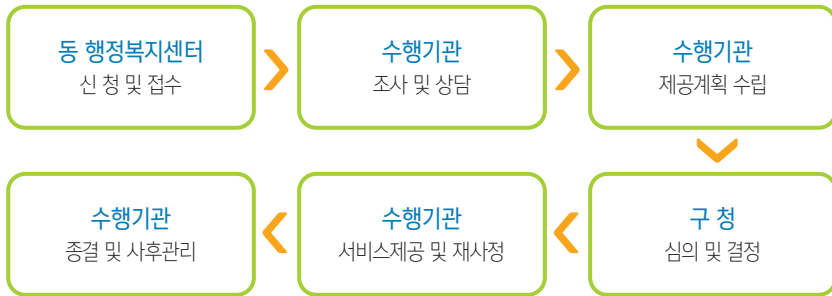 동 행정복지센터
신 청 및 접수
수행기관
조사 및 상담
수행기관
제공계획 수립
구 청
심의 및 결정
수행기관
서비스제공 및 재사정
수행기관
종결 및 사후관리